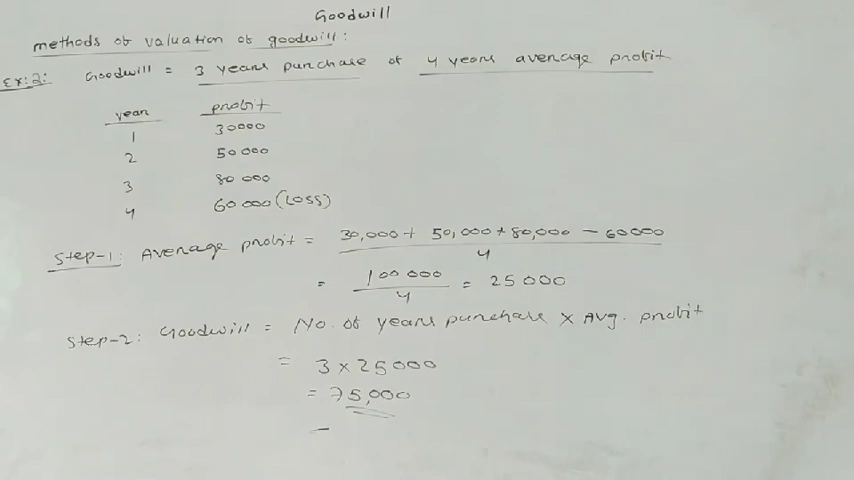 Goodwill
methods of valuation of goodwill:
Ex:2: Goodwill = 3 years purchase of 4 years average profit
year profit
1 30000
2 50 000
3 80 000
4 60 000 (Loss)
Step-1: Average profit = 30,000 + 50,000 + 80,000 - 60000
4
= 100 000
4
= 25 000
Step-2: Goodwill = No. of years purchase x Avg. profit
= 3 x 25000
= 75,000